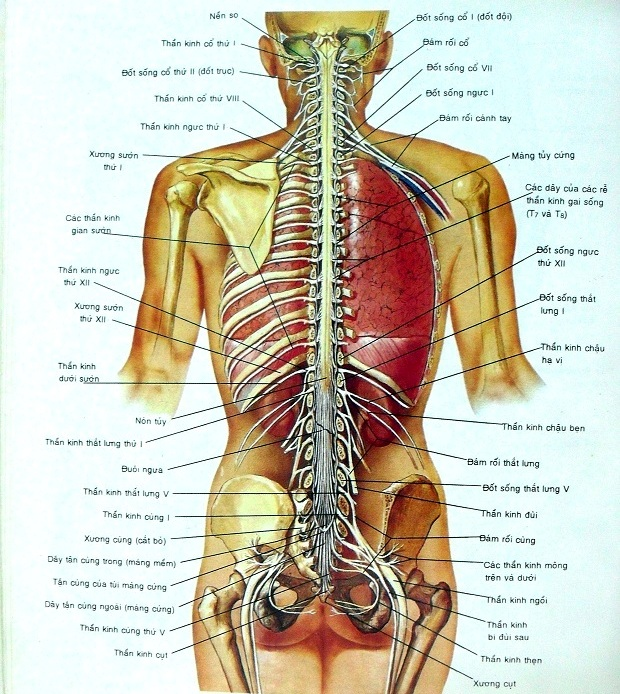 Nền sọ
Thần kinh cổ thứ I
Đốt sống cổ thứ II (đốt trục)
Thần kinh cổ thứ VIII
Thần kinh ngực thứ I
Xương sườn
thứ I
Các thần kinh
gian sườn
Thần kinh ngực
thứ XII
Xương sườn
thứ XII
Thần kinh
dưới sườn
Nón tủy
Thần kinh thắt lưng thứ I
Đuôi ngựa
Thần kinh thắt lưng V
Thần kinh cùng I
Xương cùng (cắt bỏ)
Dây tận cùng trong (màng mềm)
Tận cùng của túi màng cứng
Dây tận cùng ngoài (màng cứng)
Thần kinh cùng thứ V
Thần kinh cụt
Đốt sống cổ I (đốt đội)
Đám rối cổ
Đốt sống cổ VII
Đốt sống ngực I
Đám rối cánh tay
Màng tủy cứng
Các dây của các rễ
thần kinh gai sống
(T7 và T8)
Đốt sống ngực
thứ XII
Đốt sống thắt
lưng I
Thần kinh chậu
hạ vị
Thần kinh chậu bẹn
Đám rối thắt lưng
Đốt sống thắt lưng V
Thần kinh đùi
Đám rối cùng
Các thần kinh mông
trên và dưới
Thần kinh ngồi
Thần kinh
bì đùi sau
Thần kinh thẹn
Xương cụt